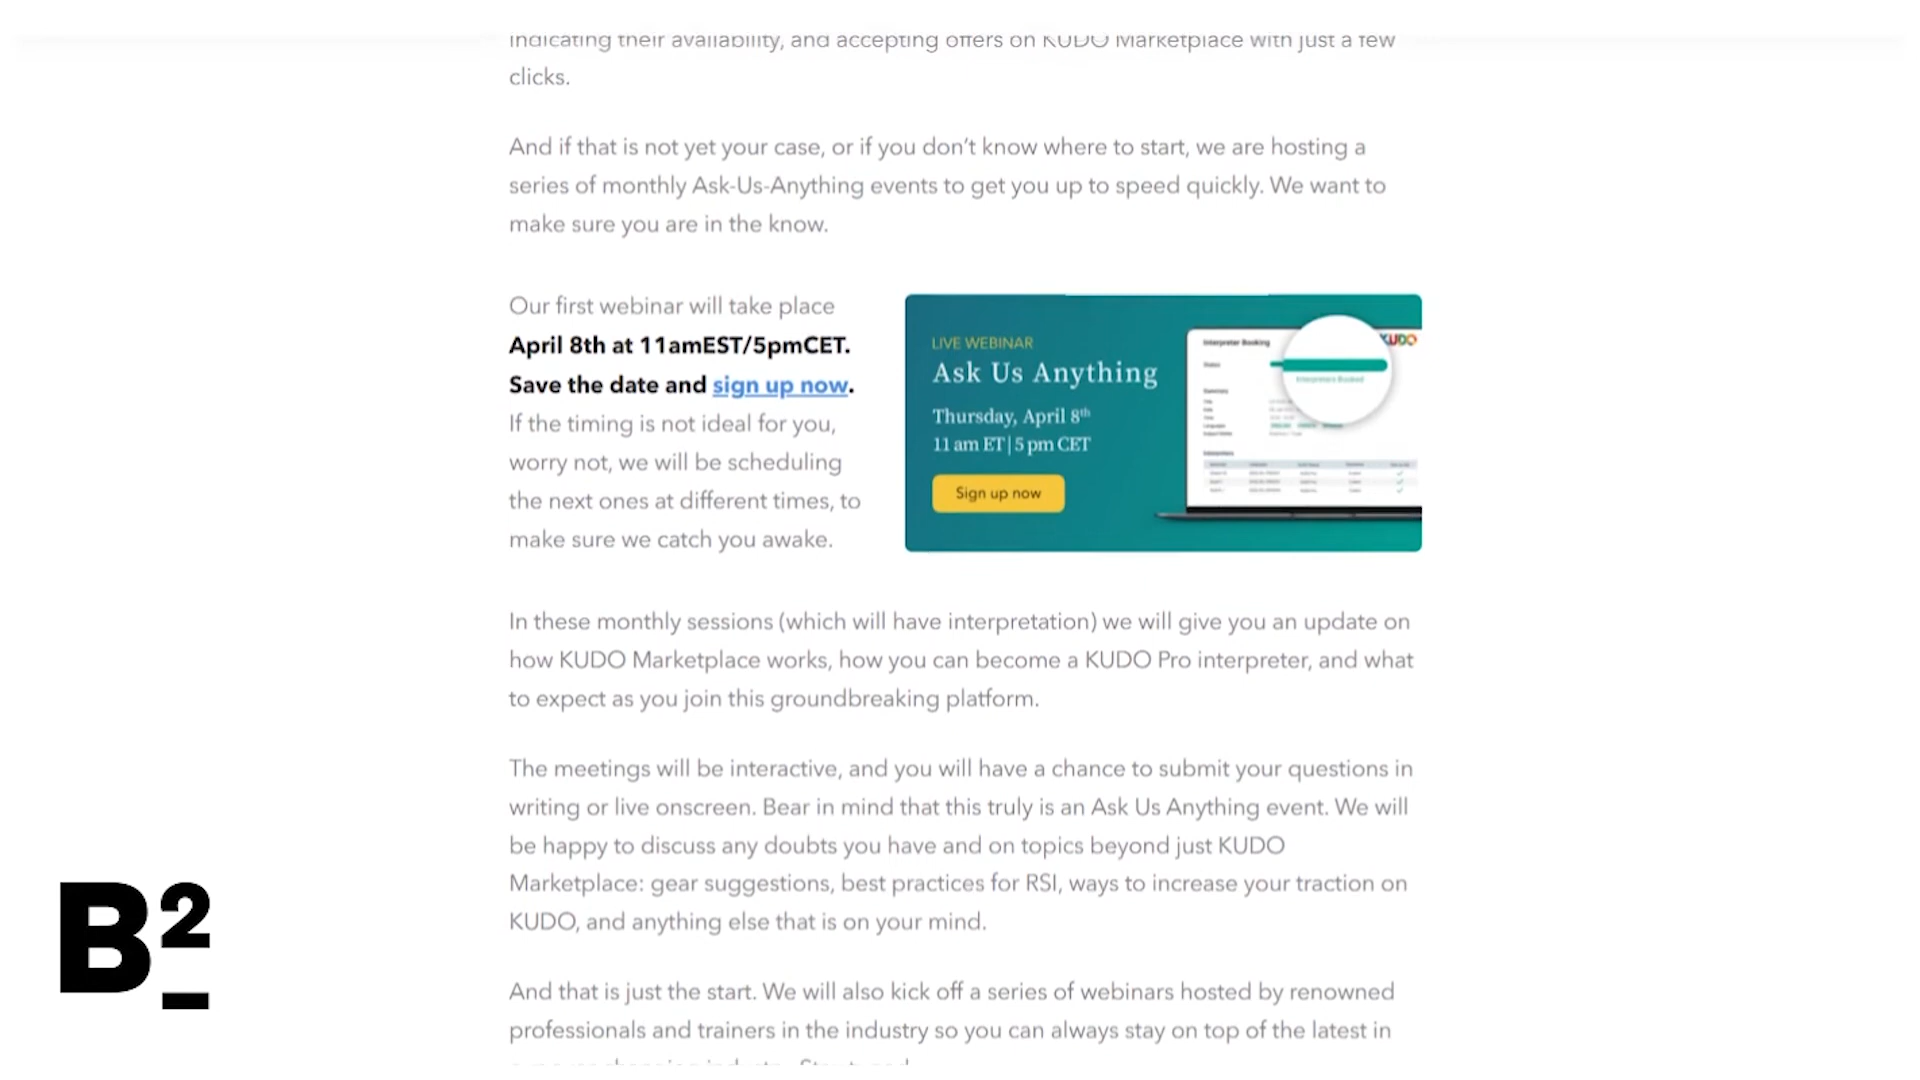 indicating their availability, and accepting offers on KUDO Marketplace with just a few
clicks.
And if that is not yet your case, or if you don’t know where to start, we are hosting a
series of monthly Ask-Us-Anything events to get you up to speed quickly. We want to
make sure you are in the know.
Our first webinar will take place
April 8th at 11amEST/5pmCET.
Save the date and sign up now.
If the timing is not ideal for you,
worry not, we will be scheduling
the next ones at different times, to
make sure we catch you awake.
LIVE WEBINAR
Ask Us Anything
Thursday, April 8th
11 am ET | 5 pm CET
Sign up now
Interpreter Booking
KUDO
Status
Interpreters Booked
Summary
Interpreters
In these monthly sessions (which will have interpretation) we will give you an update on
how KUDO Marketplace works, how you can become a KUDO Pro interpreter, and what
to expect as you join this groundbreaking platform.
The meetings will be interactive, and you will have a chance to submit your questions in
writing or live onscreen. Bear in mind that this truly is an Ask Us Anything event. We will
be happy to discuss any doubts you have and on topics beyond just KUDO
Marketplace: gear suggestions, best practices for RSI, ways to increase your traction on
KUDO, and anything else that is on your mind.
And that is just the start. We will also kick off a series of webinars hosted by renowned
professionals and trainers in the industry so you can always stay on top of the latest in
B2